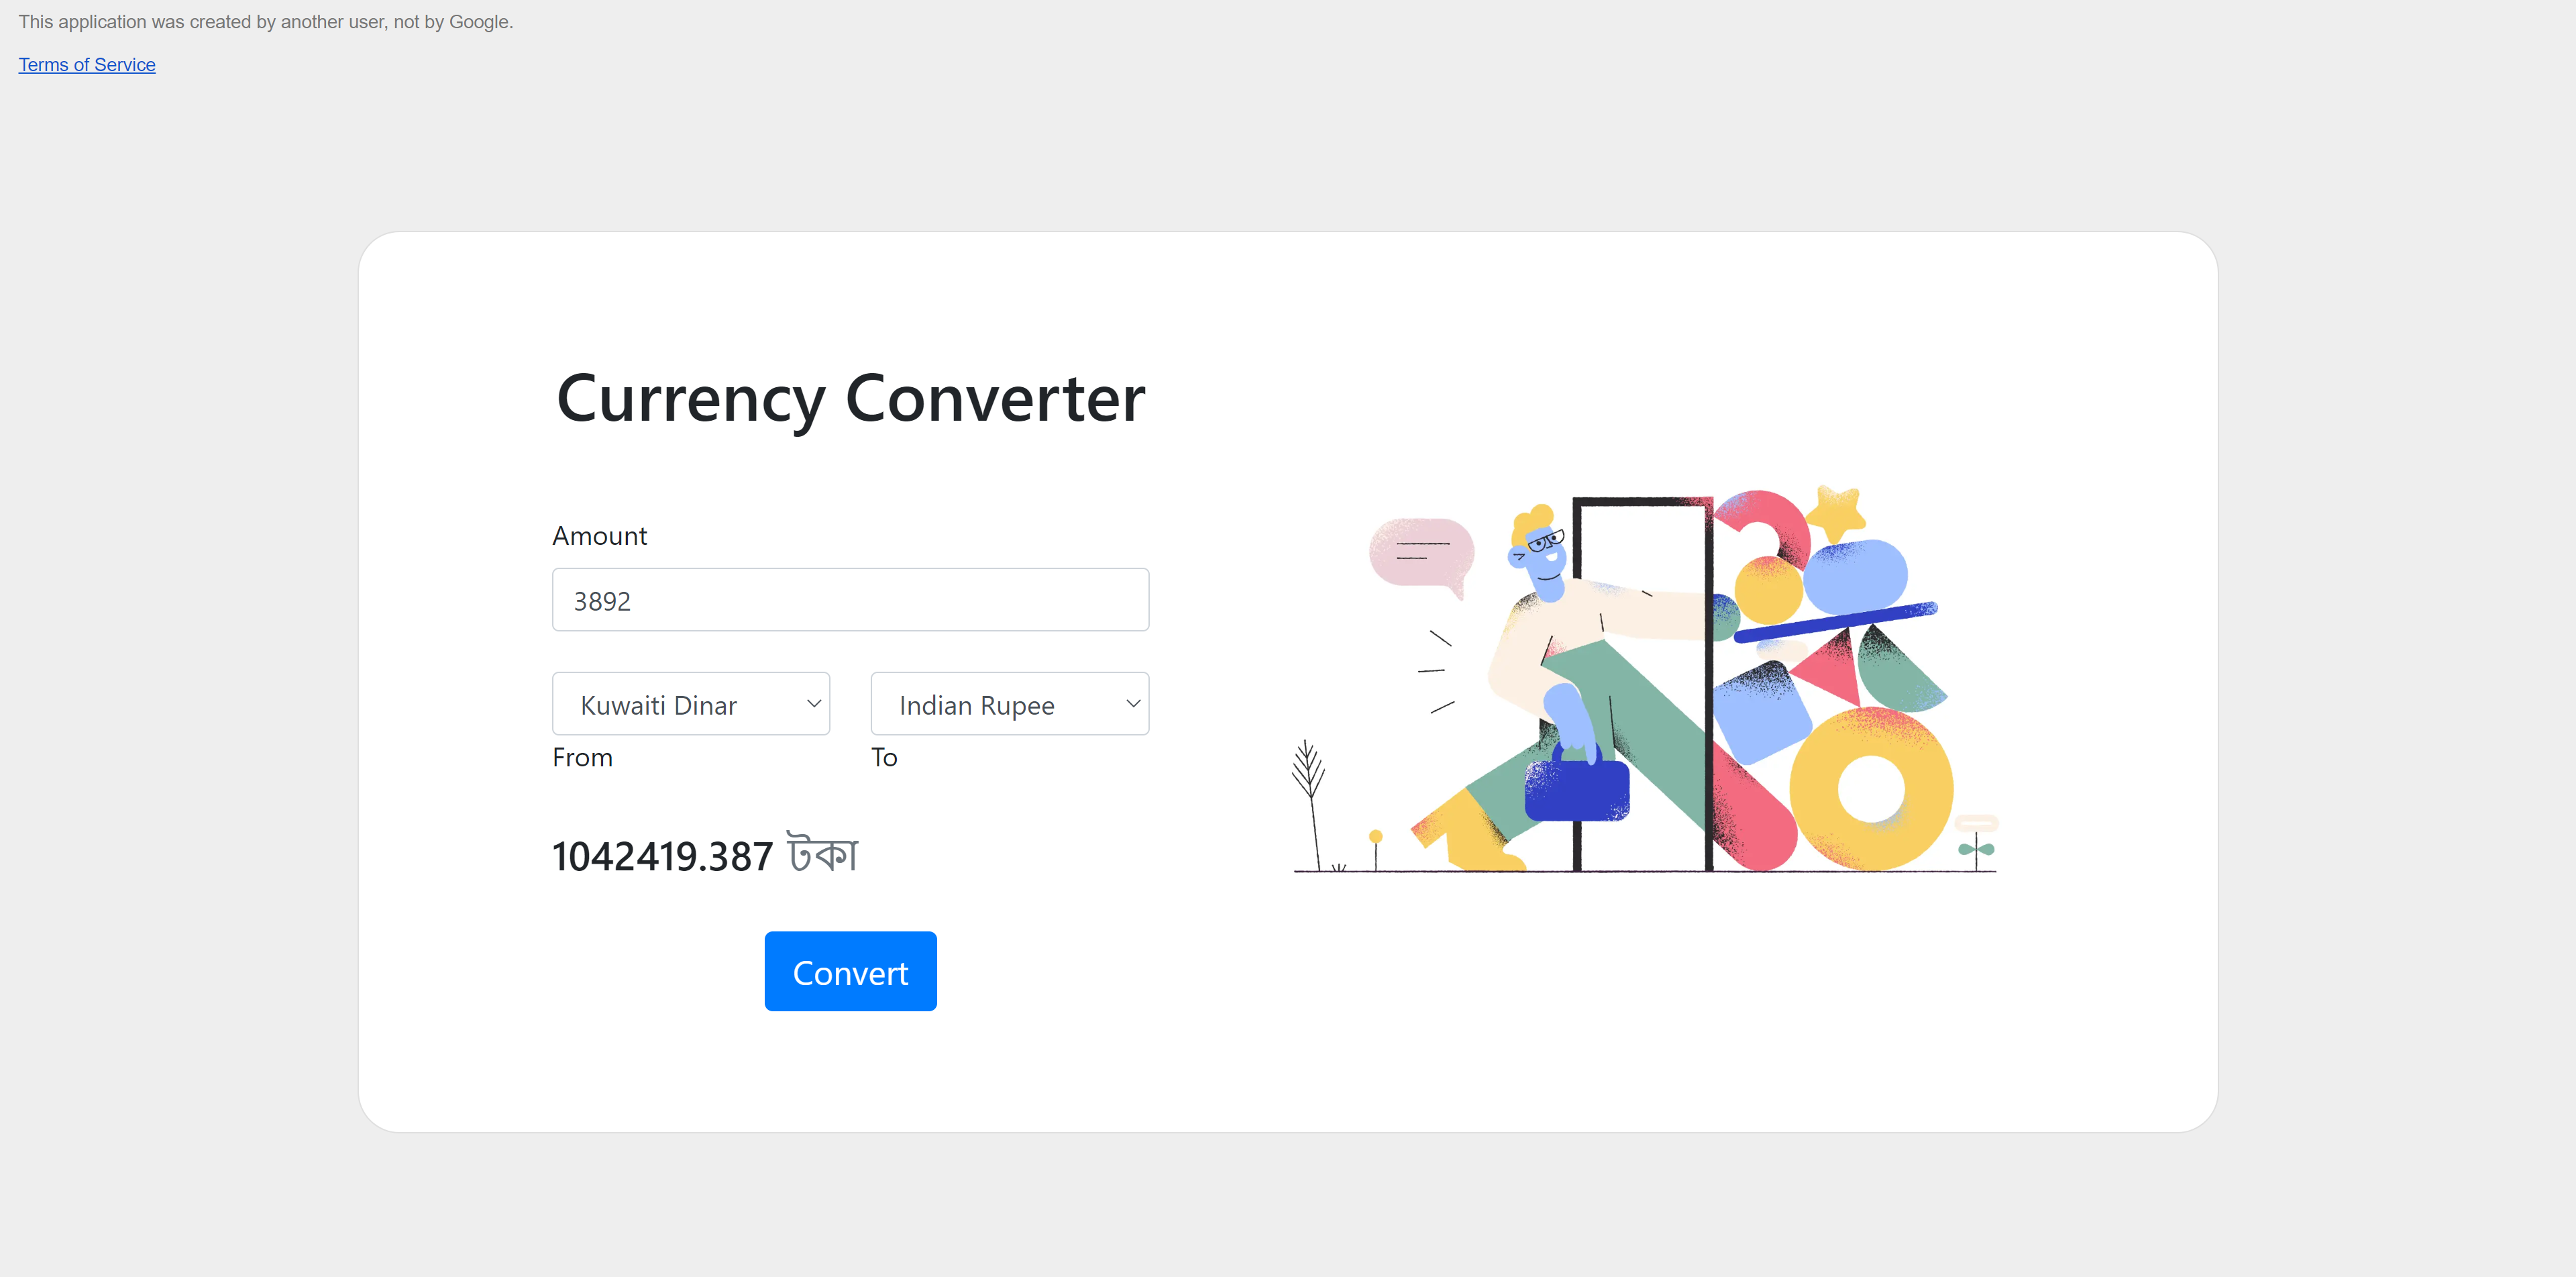 This application was created by another user, not by Google.
Terms of Service
Currency Converter
Amount
3892
Kuwaiti Dinar
Indian Rupee
From
To
1042419.387 টকা
Convert